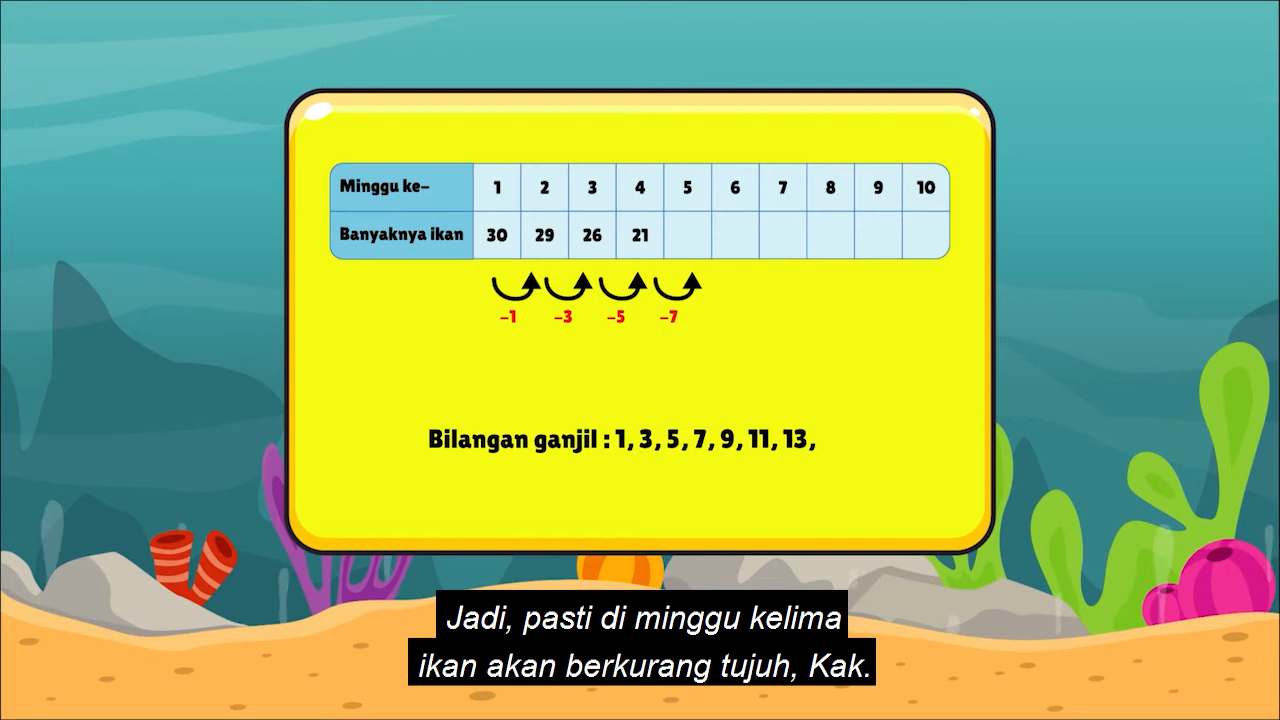 Minggu ke- 1 2 3 4 5 6 7 8 9 10
Banyaknya ikan 30 29 26 21
-1 -3 -5 -7
Bilangan ganjil : 1, 3, 5, 7, 9, 11, 13,
Jadi, pasti di minggu kelima
ikan akan berkurang tujuh, Kak.